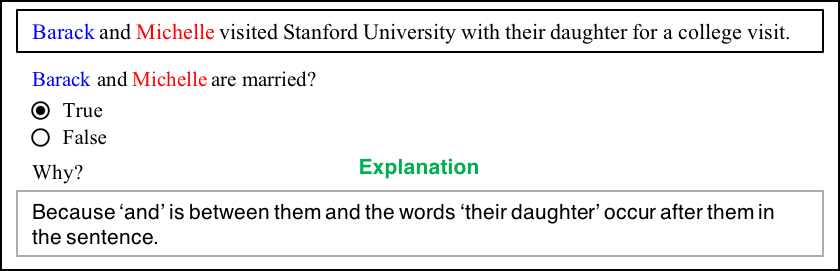 Barack and Michelle visited Stanford University with their daughter for a college visit.
Barack and Michelle are married?
True
False
Why?
Explanation
Because ‘and’ is between them and the words ‘their daughter’ occur after them in
the sentence.